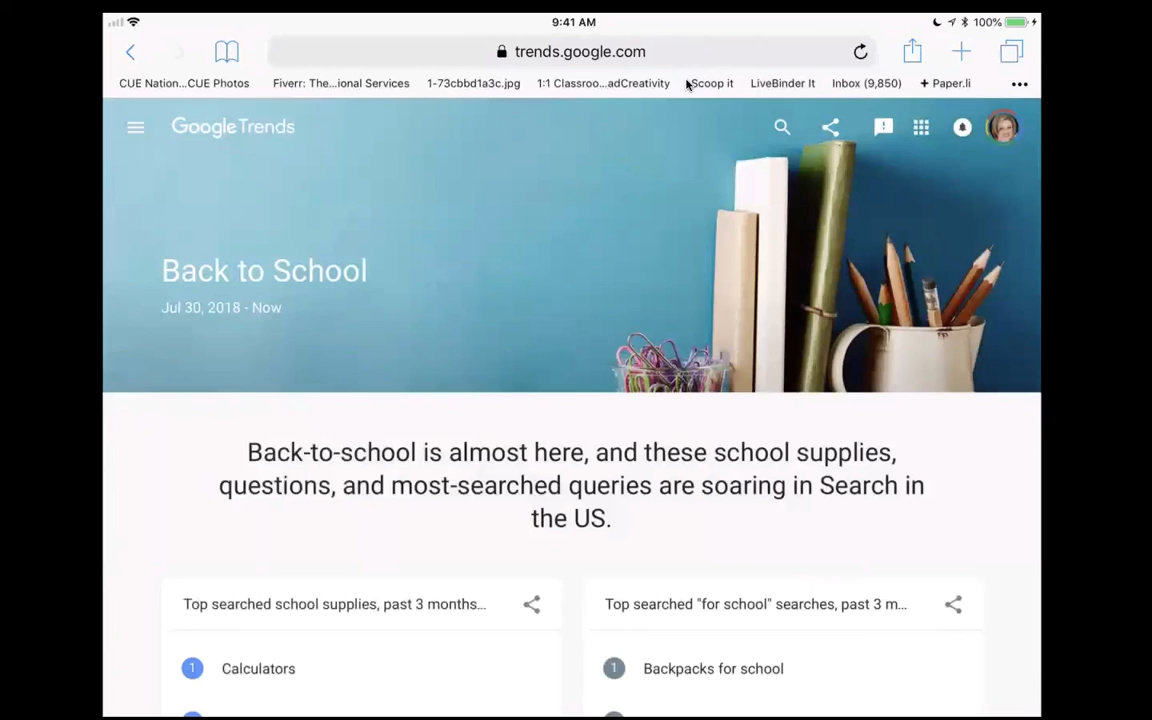 9:41 AM
100%
trends.google.com
CUE Nation...CUE Photos Fiverr: The...ional Services 1-73cbbd1a3c.jpg 1:1 Classroo...adCreativity Scoop it LiveBinder It Inbox (9,850) + Paper.li
Google Trends
Back to School
Jul 30, 2018 - Now
Back-to-school is almost here, and these school supplies,
questions, and most-searched queries are soaring in Search in
the US.
Top searched school supplies, past 3 months...
1 Calculators
Top searched "for school" searches, past 3 m...
1 Backpacks for school